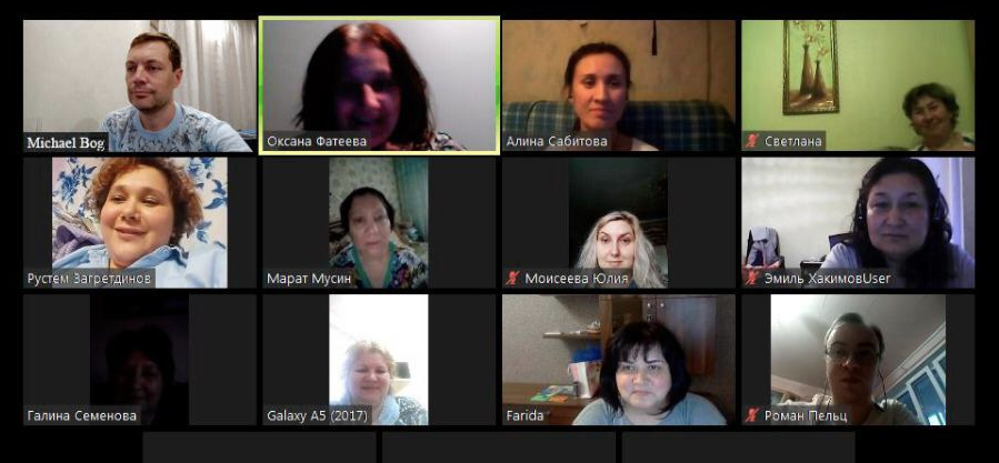 Michael Bog
Оксана Фатеева
Алина Сабитова
Светлана
Рустем Загретдинов
Марат Мусин
Моисеева Юлия
Эмиль ХакимовUser
Галина Семенова
Galaxy A5 (2017)
Farida
Роман Пельц